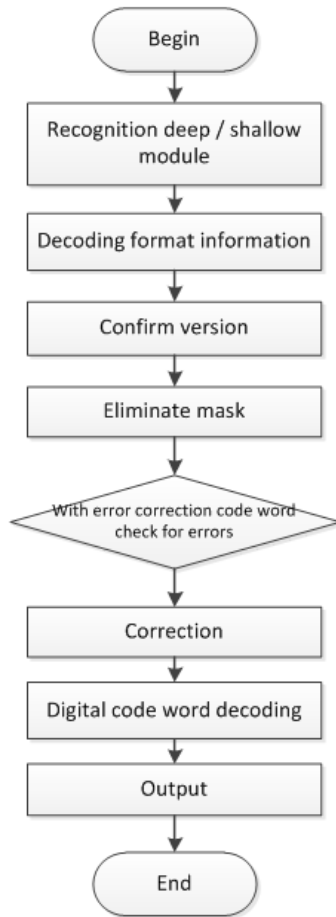 Begin
Recognition deep / shallow
module
Decoding format information
Confirm version
Eliminate mask
With error correction code word
check for errors
Correction
Digital code word decoding
Output
End